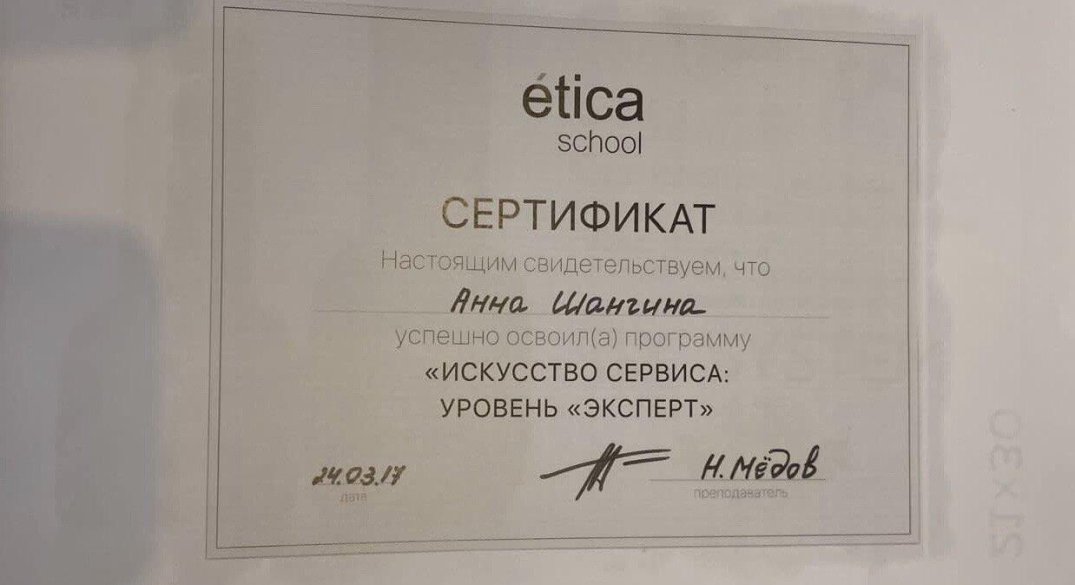 ética
school
СЕРТИФИКАТ
Настоящим свидетельствуем, что
Анна Шангина
успешно освоил(а) программу
«ИСКУССТВО СЕРВИСА:
УРОВЕНЬ «ЭКСПЕРТ»
24.03.17
Н. Мёдов
дата
преподаватель